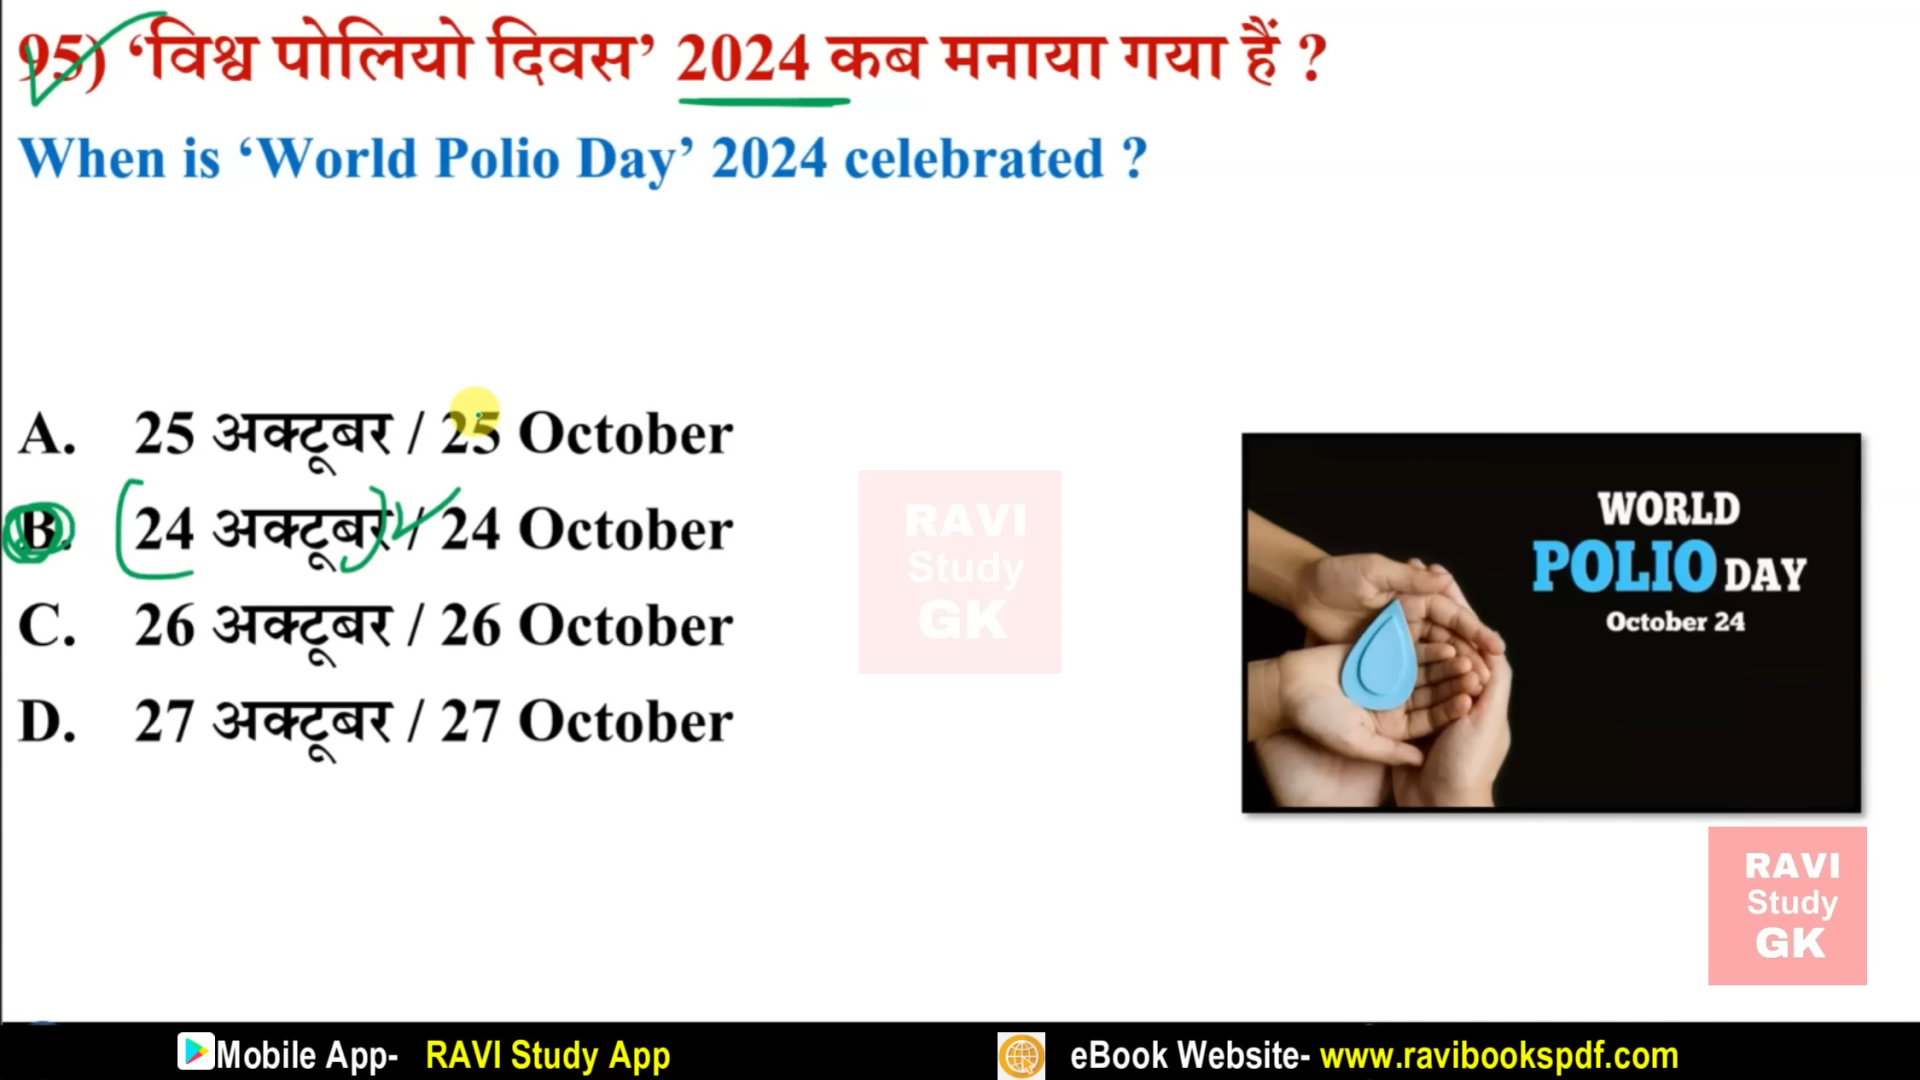 95) ‘विश्व पोलियो दिवस’ 2024 कब मनाया गया हैं ?
When is ‘World Polio Day’ 2024 celebrated ?
A. 25 अक्टूबर / 25 October
B. 24 अक्टूबर / 24 October
C. 26 अक्टूबर / 26 October
D. 27 अक्टूबर / 27 October
RAVI
Study
GK
WORLD
POLIO DAY
October 24
RAVI
Study
GK
Mobile App- RAVI Study App
eBook Website- www.ravibookspdf.com